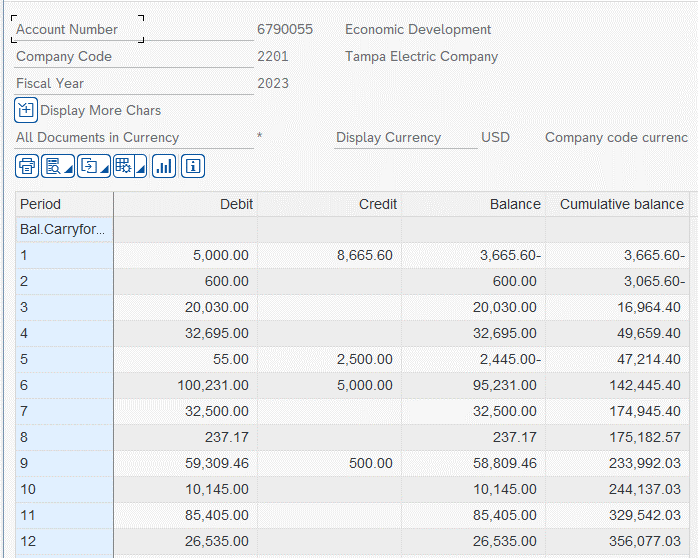 Account Number 6790055 Economic Development
Company Code 2201 Tampa Electric Company
Fiscal Year 2023
Display More Chars
All Documents in Currency * Display Currency USD Company code currenc
Period Debit Credit Balance Cumulative balance
Bal.Carryfor...
1 5,000.00 8,665.60 3,665.60- 3,665.60-
2 600.00 600.00 3,065.60-
3 20,030.00 20,030.00 16,964.40
4 32,695.00 32,695.00 49,659.40
5 55.00 2,500.00 2,445.00- 47,214.40
6 100,231.00 5,000.00 95,231.00 142,445.40
7 32,500.00 32,500.00 174,945.40
8 237.17 237.17 175,182.57
9 59,309.46 500.00 58,809.46 233,992.03
10 10,145.00 10,145.00 244,137.03
11 85,405.00 85,405.00 329,542.03
12 26,535.00 26,535.00 356,077.03